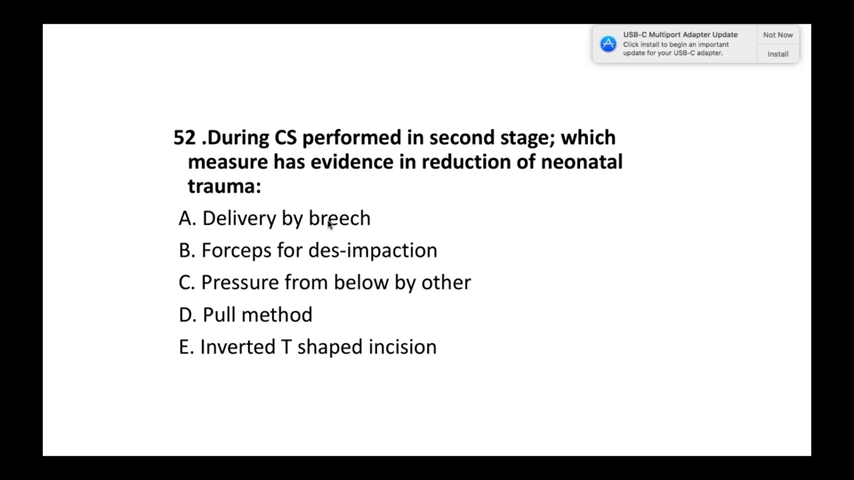 USB-C Multiport Adapter Update
Click install to begin an important
update for your USB-C adapter.
Not Now
Install
52 .During CS performed in second stage; which
measure has evidence in reduction of neonatal
trauma:
A. Delivery by breech
B. Forceps for des-impaction
C. Pressure from below by other
D. Pull method
E. Inverted T shaped incision